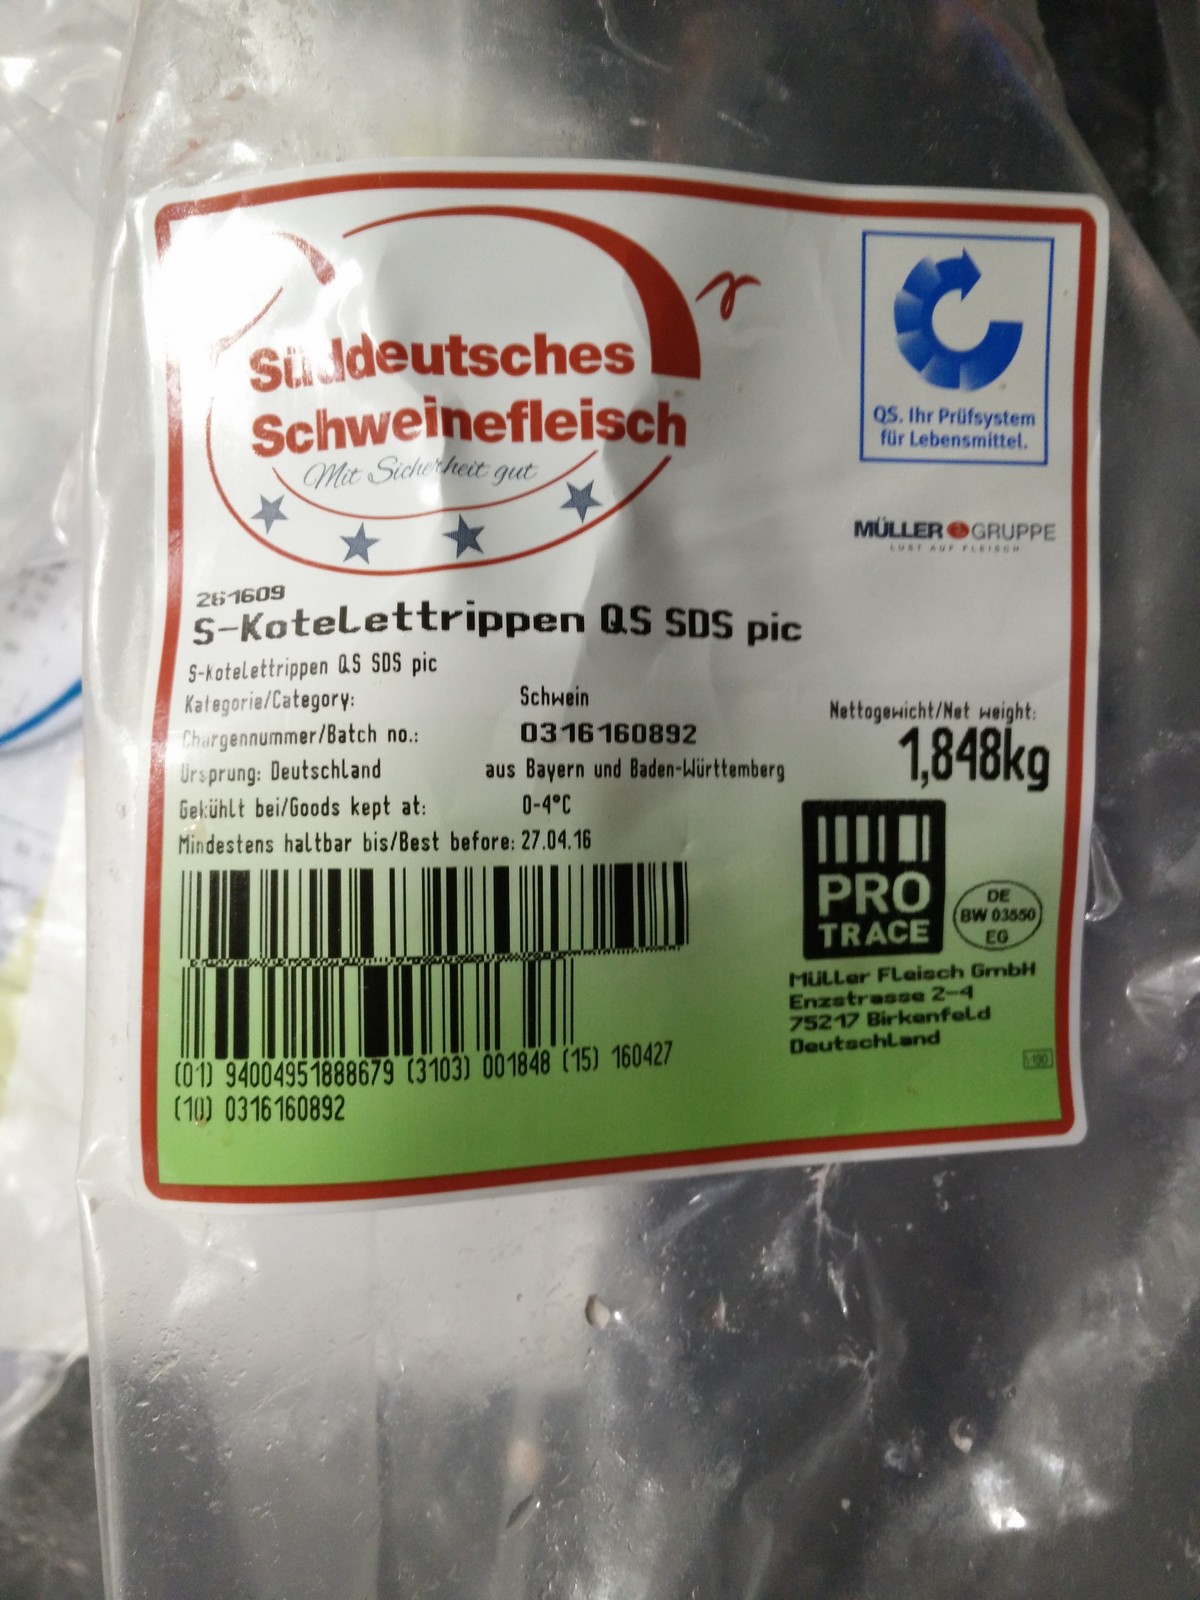 Süddeutsches
Schweinefleisch
Mit Sicherheit gut
QS. Ihr Prüfsystem
für Lebensmittel.
MÜLLER GRUPPE
LUST AUF FLEISCH
261609
S-Kotelettrippen QS SDS pic
S-Kotelettrippen QS SDS pic
Kategorie/Category: Schwein
Chargennummer/Batch no.: 0316160892
Ursprung: Deutschland aus Bayern und Baden-Württemberg
Gekühlt bei/Goods kept at: 0-4°C
Mindestens haltbar bis/Best before: 27.04.16
Nettogewicht/Net weight:
1,848kg
PRO
TRACE
DE
BW 03550
EG
Müller Fleisch GmbH
Enzstrasse 2-4
75217 Birkenfeld
Deutschland
(01) 94004951888679 (3103) 001848 (15) 160427
(10) 0316160892